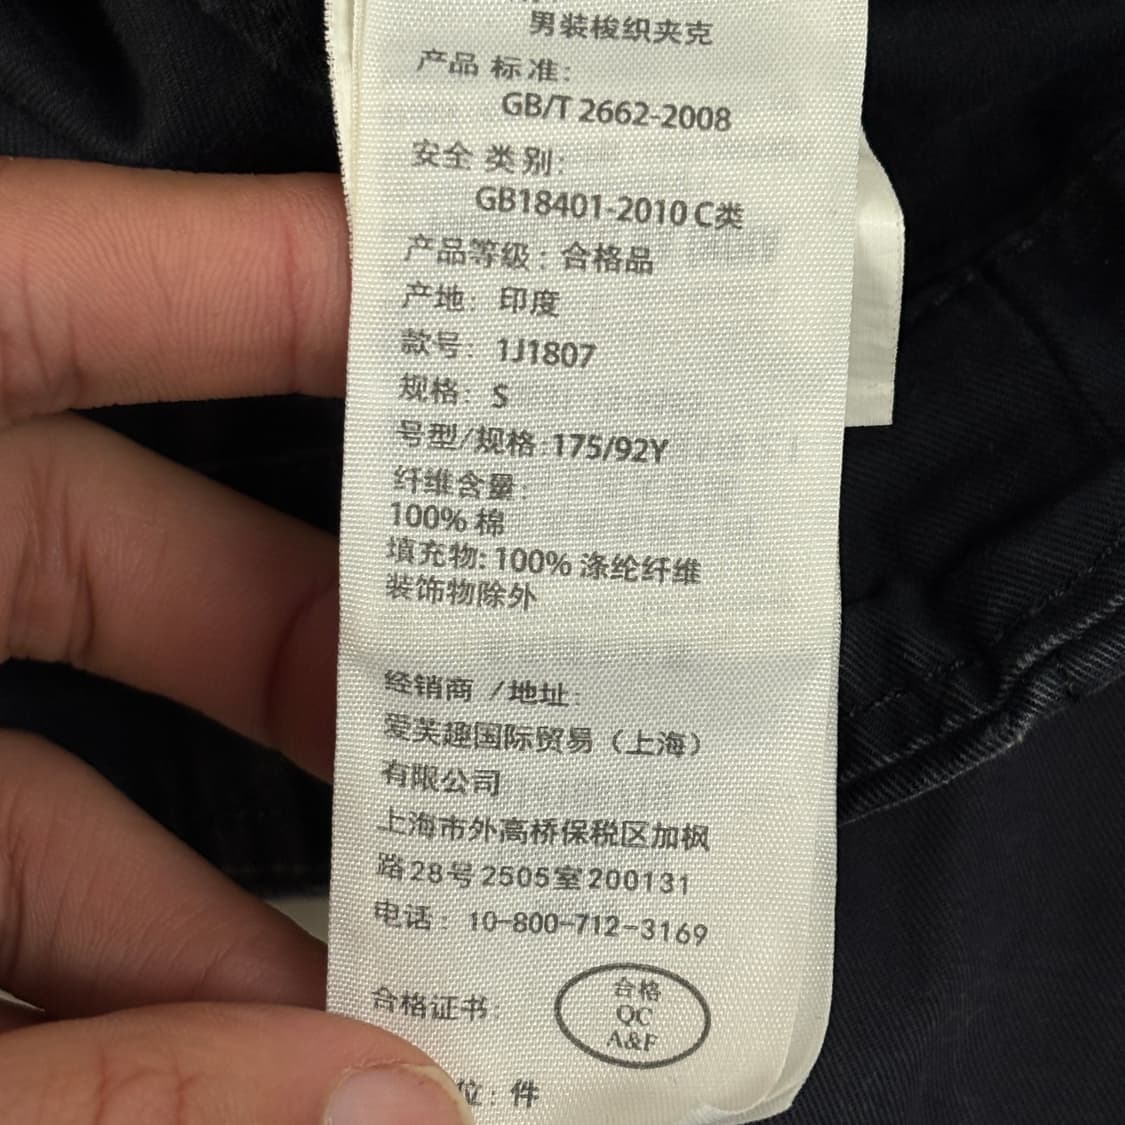 男装梭织夹克
产品 标准:
GB/T 2662-2008
安全 类别:
GB18401-2010 C类
产品等级: 合格品
产地: 印度
款号: 1J1807
规格: S
号型/规格:175/92Y
纤维含量:
100% 棉
填充物:100% 涤纶纤维
装饰物除外
经销商 /地址:
爱芙趣国际贸易（上海）
有限公司
上海市外高桥保税区加枫
路28号2505室200131
电话: 10-800-712-3169
合格证书:
合格
QC
A&F
位: 件